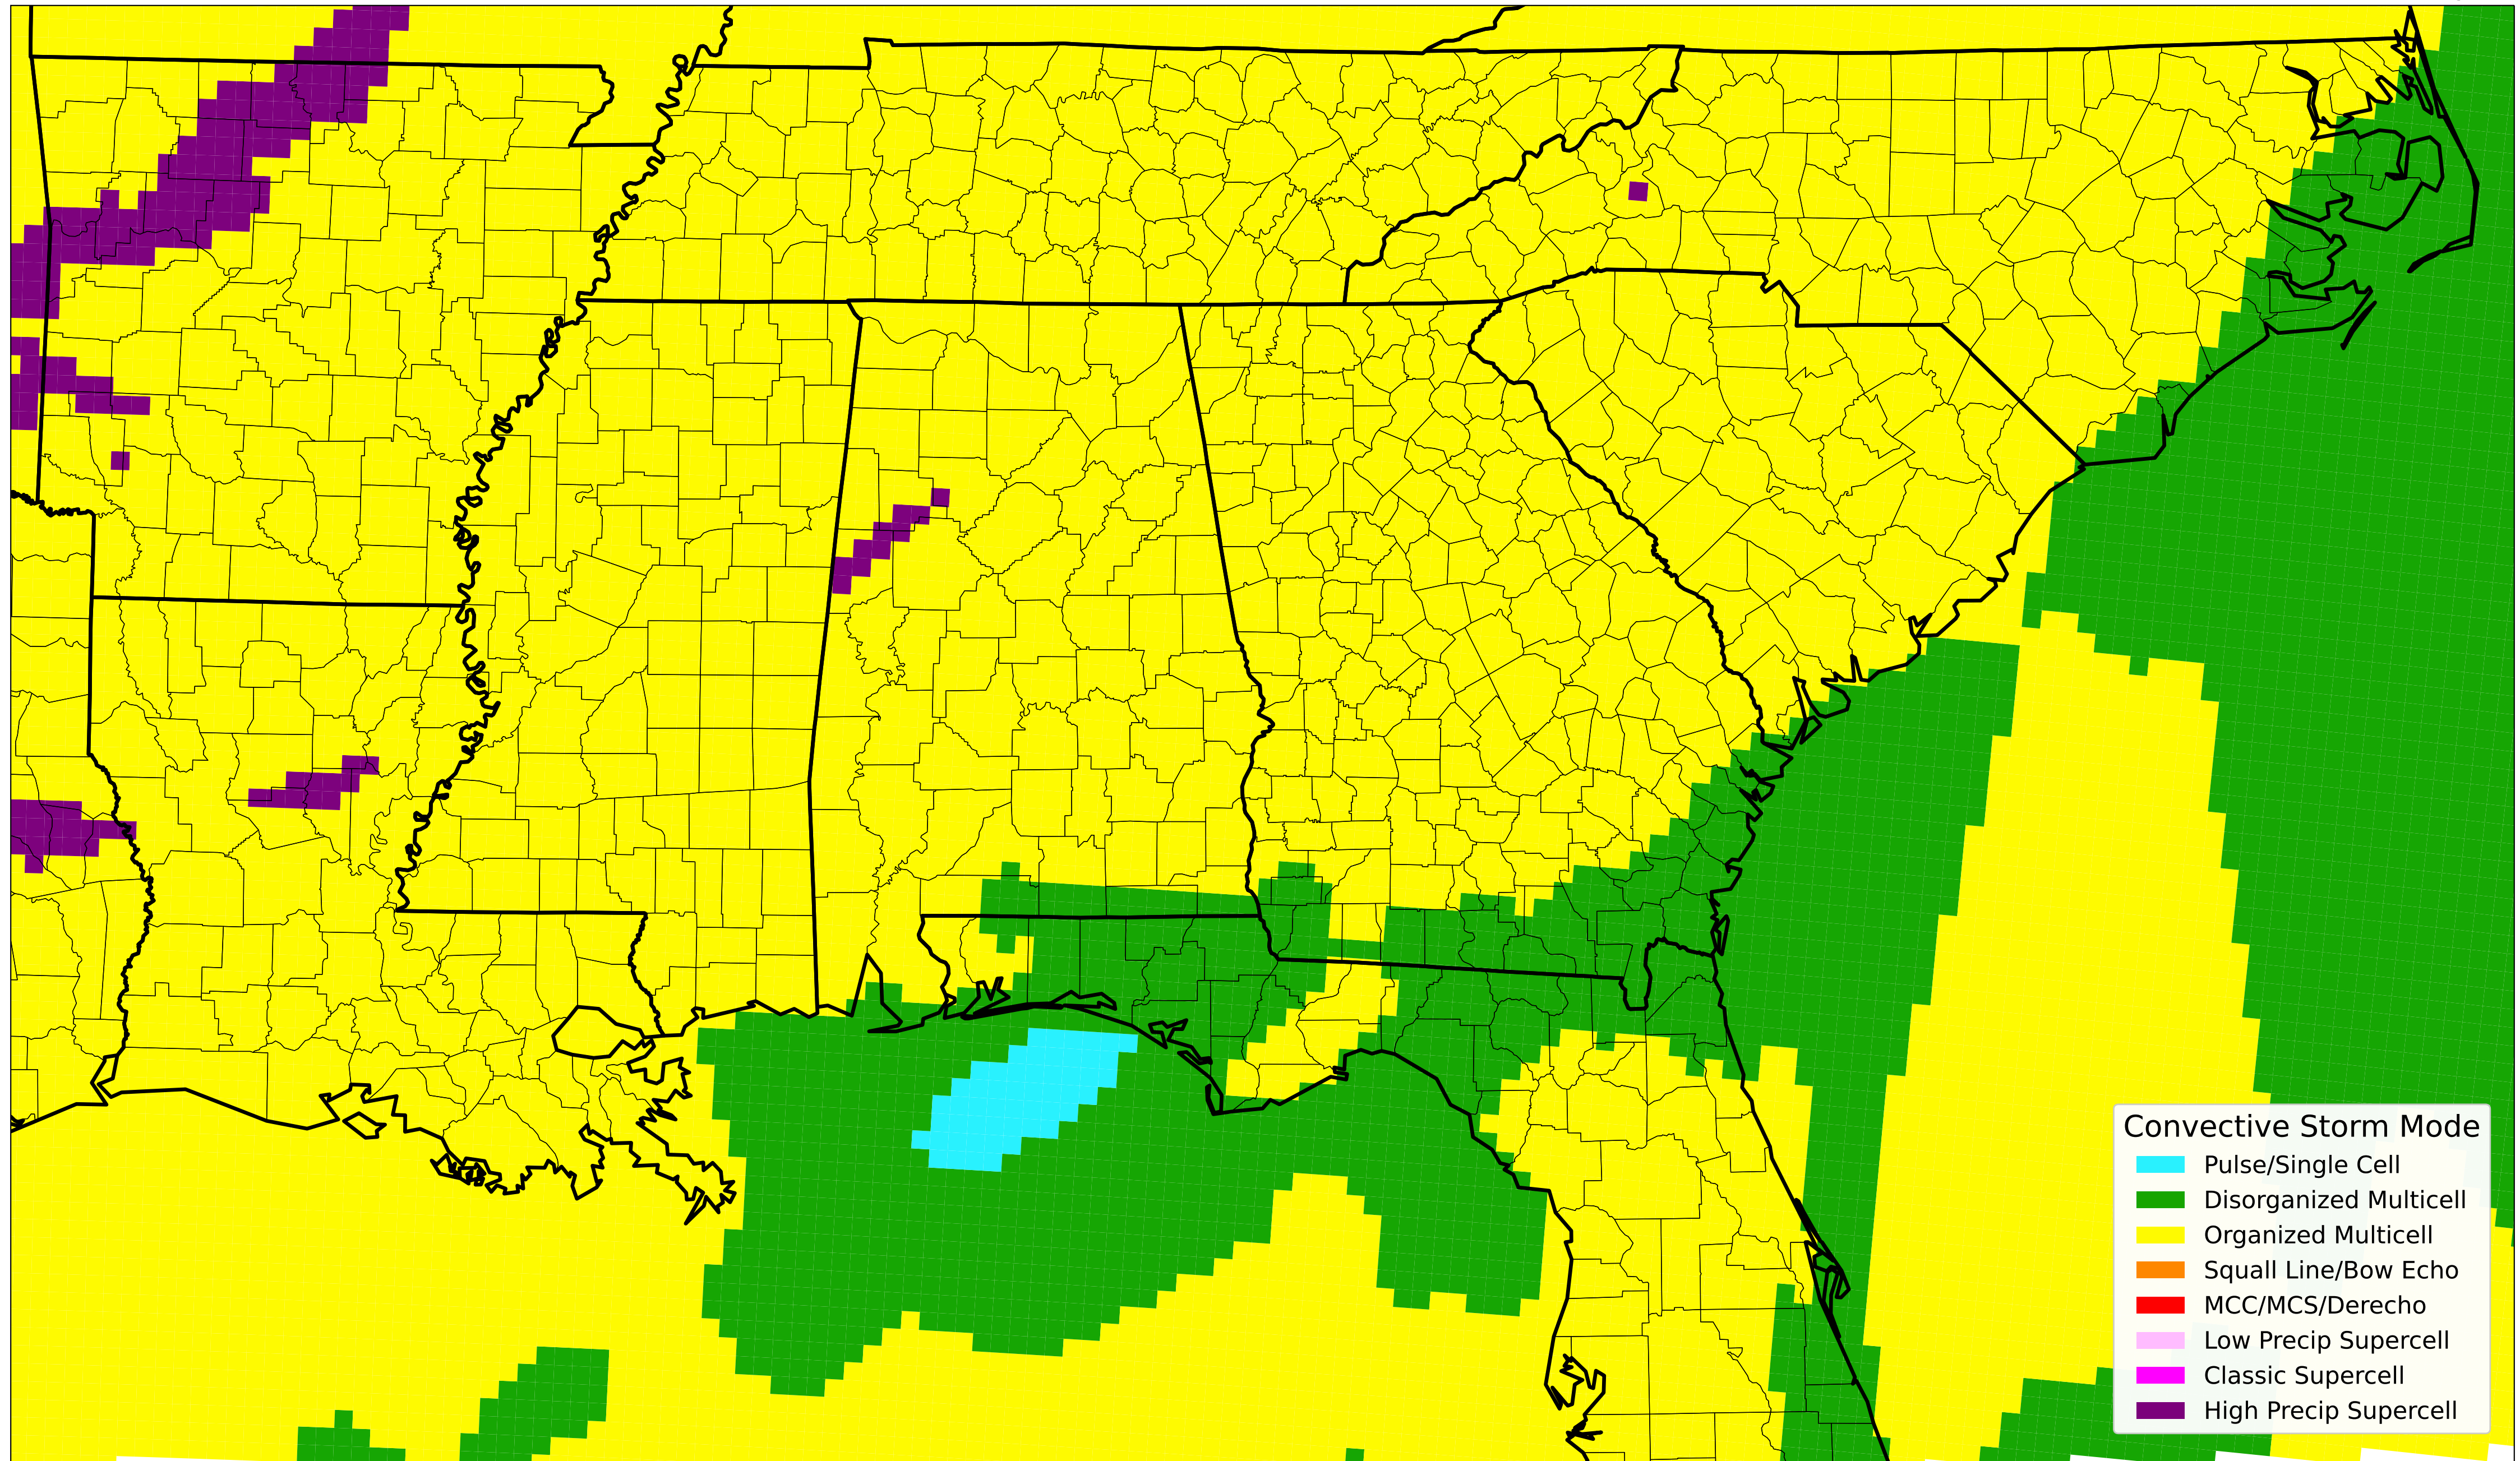 Convective Storm Mode
Pulse/Single Cell
Disorganized Multicell
Organized Multicell
Squall Line/Bow Echo
MCC/MCS/Derecho
Low Precip Supercell
Classic Supercell
High Precip Supercell